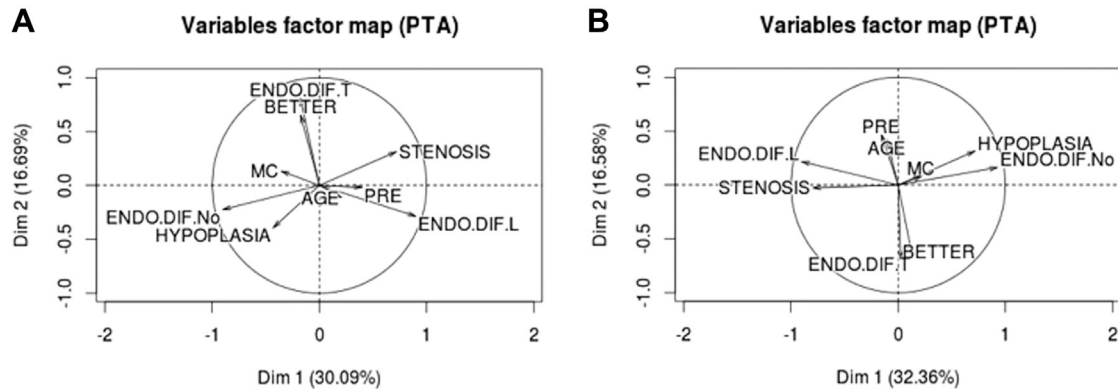 A
Variables factor map (PTA)
Dim 2 (16.69%)
1.0
0.5
0.0
-0.5
-1.0
ENDO.DIF.T
BETTER
STENOSIS
MC
PRE
AGE
ENDO.DIF.No
HYPOPLASIA
ENDO.DIF.L
-2
-1
0
1
2
Dim 1 (30.09%)
B
Variables factor map (PTA)
Dim 2 (16.58%)
1.0
0.5
0.0
-0.5
-1.0
PRE
AGE
HYPOPLASIA
ENDO.DIF.L
ENDO.DIF.No
MC
STENOSIS
BETTER
ENDO.DIF.T
-2
-1
0
1
2
Dim 1 (32.36%)